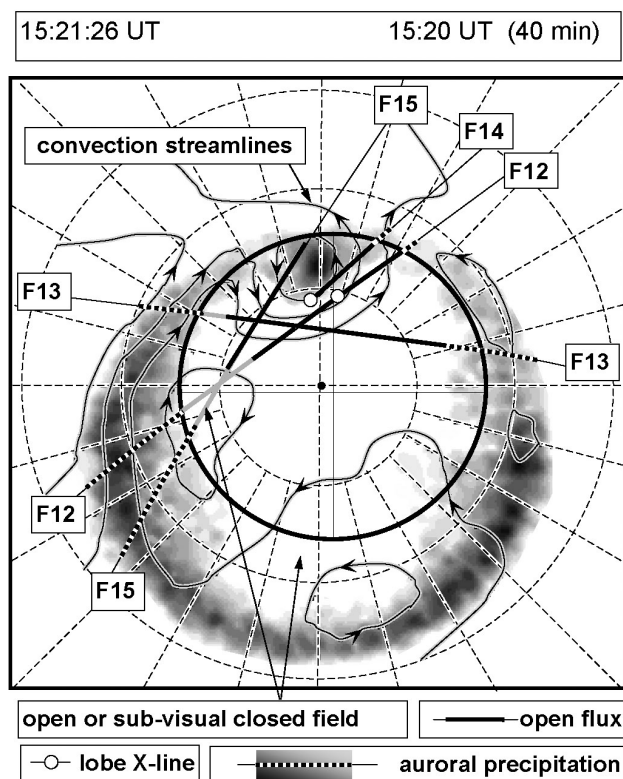 15:21:26 UT 15:20 UT (40 min)
F15
F14
convection streamlines
F12
F13
F13
F12
F15
open or sub-visual closed field
open flux
lobe X-line
auroral precipitation